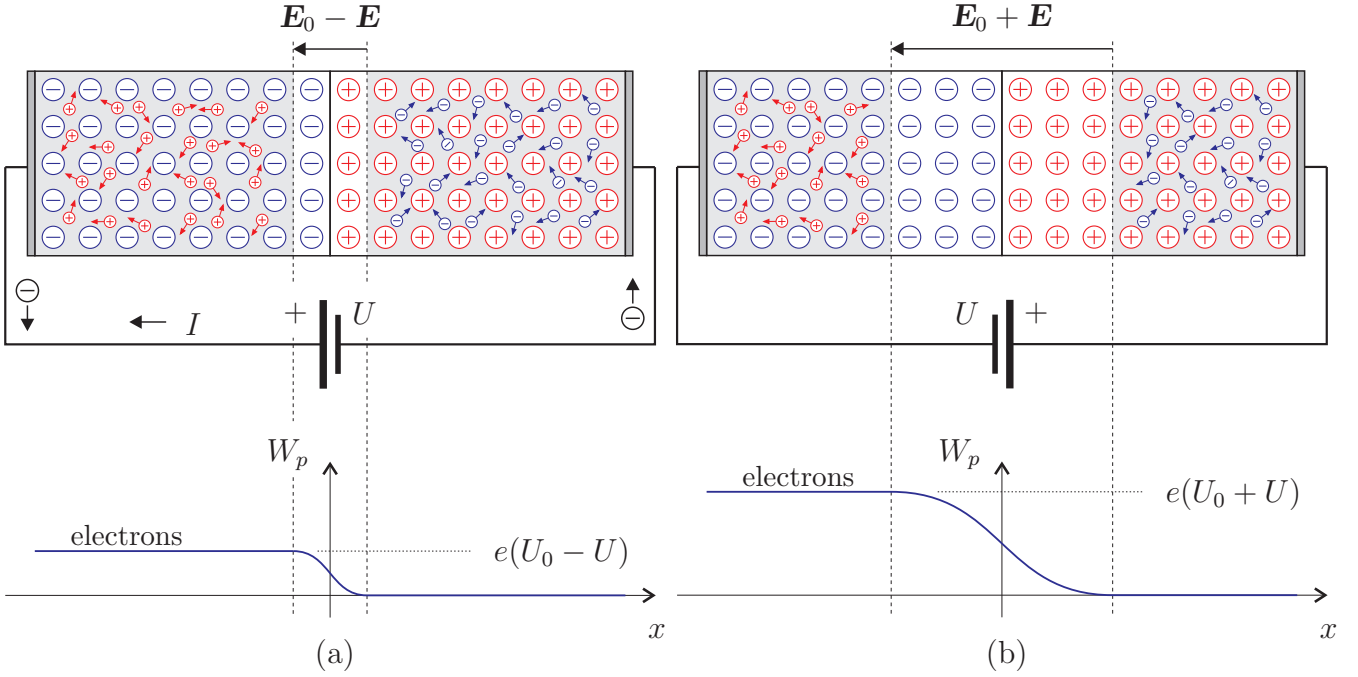 E₀ − E
E₀ + E
+ U
I
U +
W_p
electrons
e(U₀ − U)
x
(a)
W_p
electrons
e(U₀ + U)
x
(b)